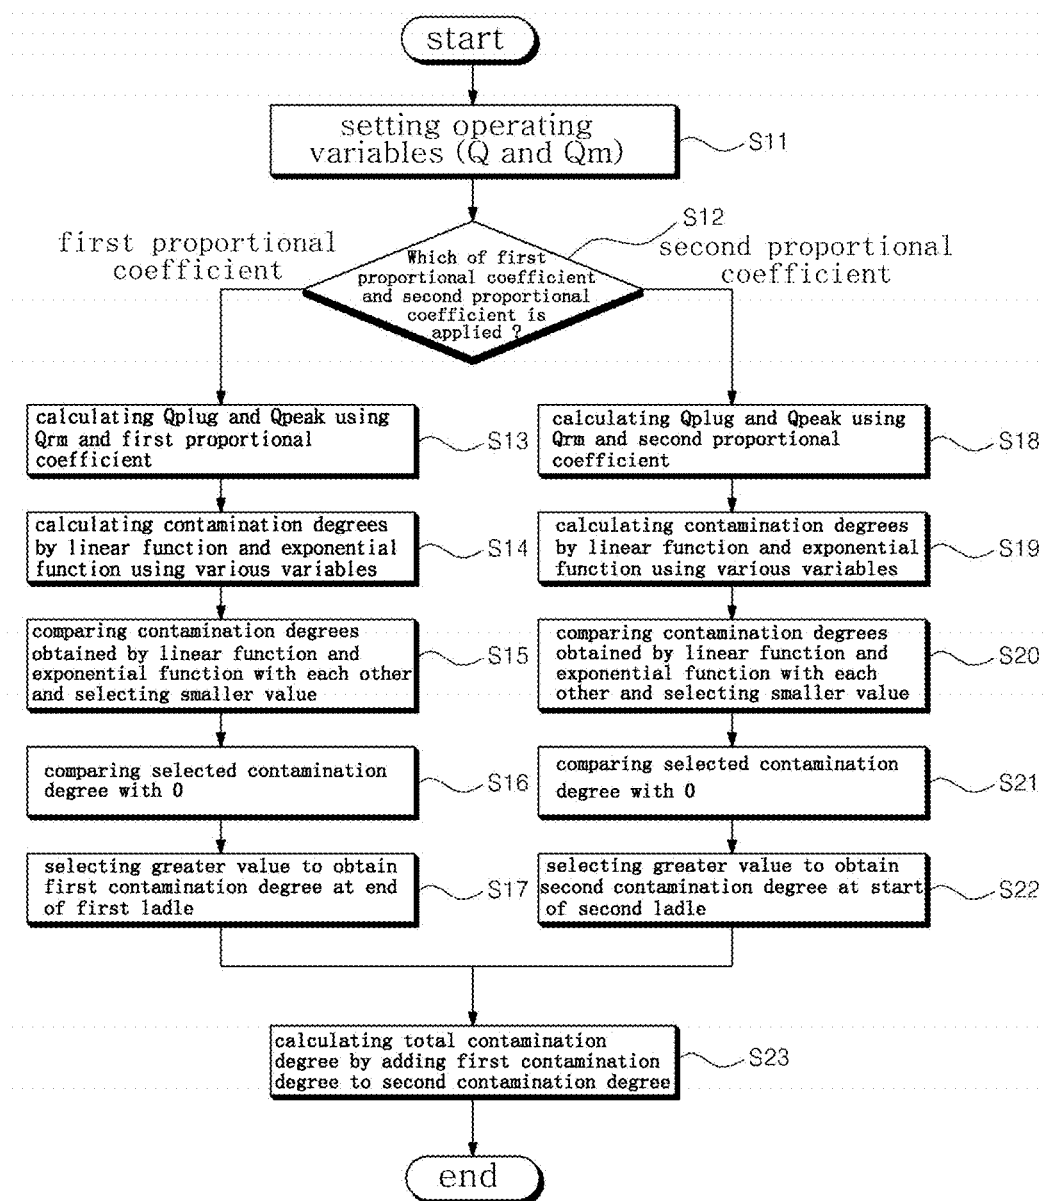 start
setting operating
variables (Q and Qm)
S11
S12
first proportional
coefficient
second proportional
coefficient
Which of first
proportional coefficient
and second proportional
coefficient is
applied ?
calculating Qplug and Qpeak using
Qrm and first proportional
coefficient
S13
calculating contamination degrees
by linear function and exponential
function using various variables
S14
comparing contamination degrees
obtained by linear function and
exponential function with each other
and selecting smaller value
S15
comparing selected contamination
degree with 0
S16
selecting greater value to obtain
first contamination degree at end
of first ladle
S17
calculating Qplug and Qpeak using
Qrm and second proportional
coefficient
S18
calculating contamination degrees
by linear function and exponential
function using various variables
S19
comparing contamination degrees
obtained by linear function and
exponential function with each
other and selecting smaller value
S20
comparing selected contamination
degree with 0
S21
selecting greater value to obtain
second contamination degree at start
of second ladle
S22
calculating total contamination
degree by adding first contamination
degree to second contamination degree
S23
end